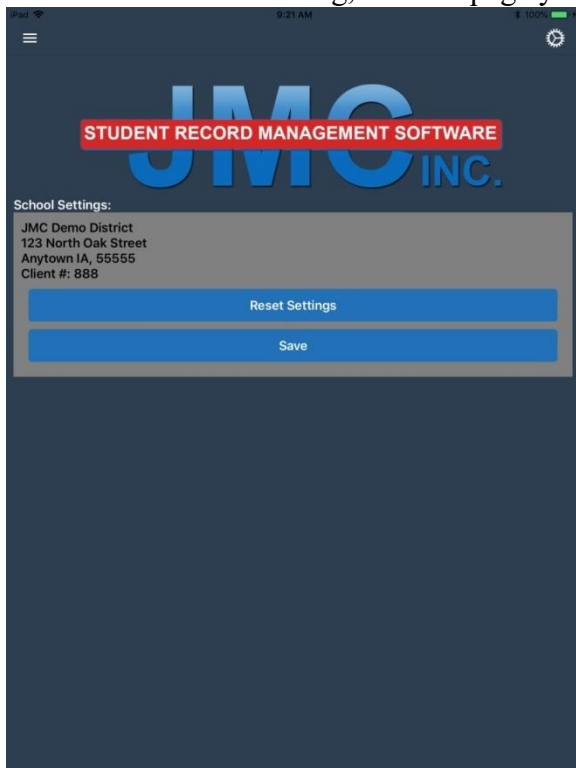 iPad 9:21 AM 100%
JMC
STUDENT RECORD MANAGEMENT SOFTWARE
INC.
School Settings:
JMC Demo District
123 North Oak Street
Anytown IA, 55555
Client #: 888
Reset Settings
Save